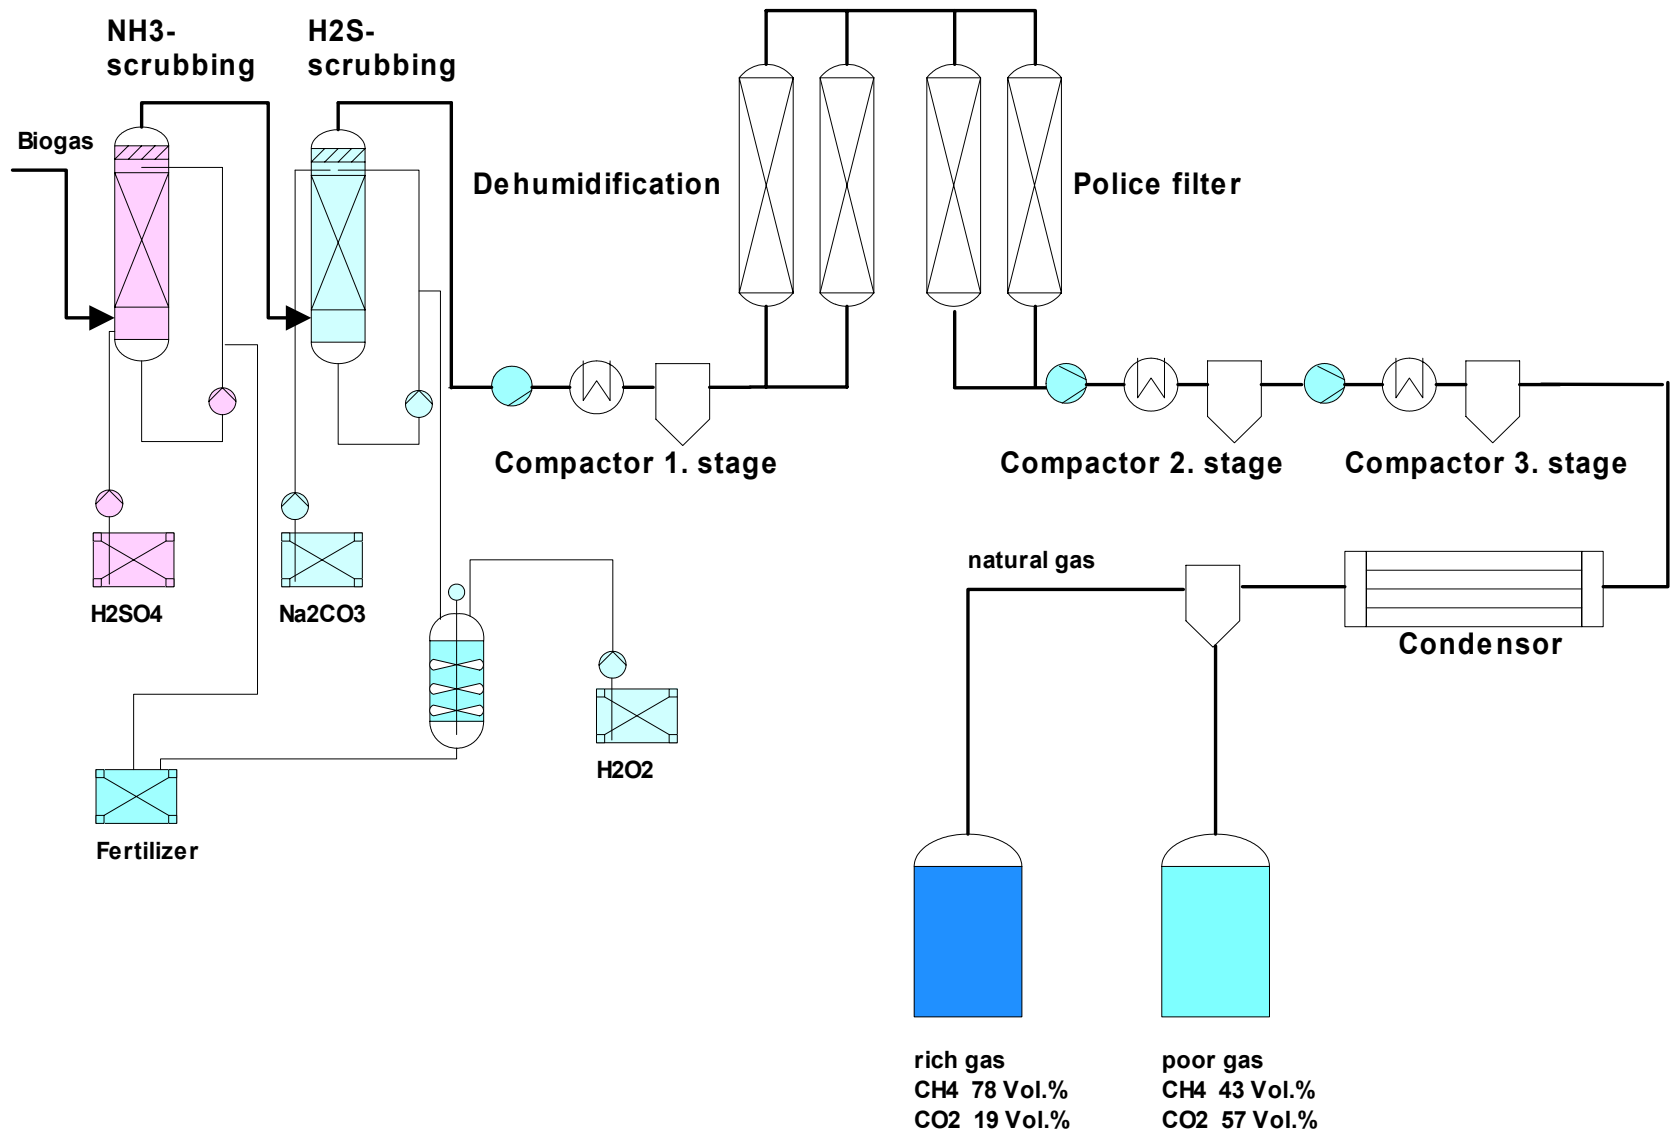 NH3-
scrubbing
H2S-
scrubbing
Biogas
Dehumidification
Police filter
Compactor 1. stage
Compactor 2. stage
Compactor 3. stage
H2SO4
Na2CO3
natural gas
Condensor
H2O2
Fertilizer
rich gas
CH4 78 Vol.%
CO2 19 Vol.%
poor gas
CH4 43 Vol.%
CO2 57 Vol.%